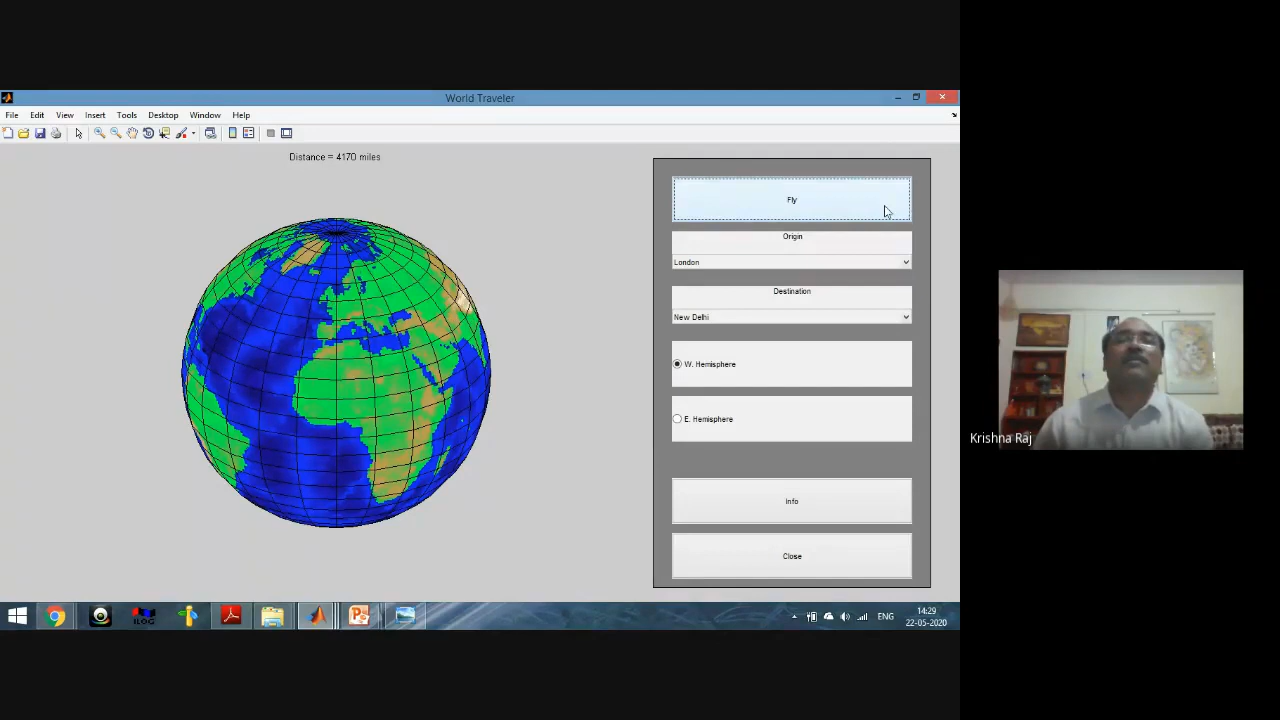 World Traveler
File Edit View Insert Tools Desktop Window Help
Distance = 4170 miles
Fly
Origin
London
Destination
New Delhi
W. Hemisphere
E. Hemisphere
Info
Close
Krishna Raj
ILOG
ENG
14:29
22-05-2020